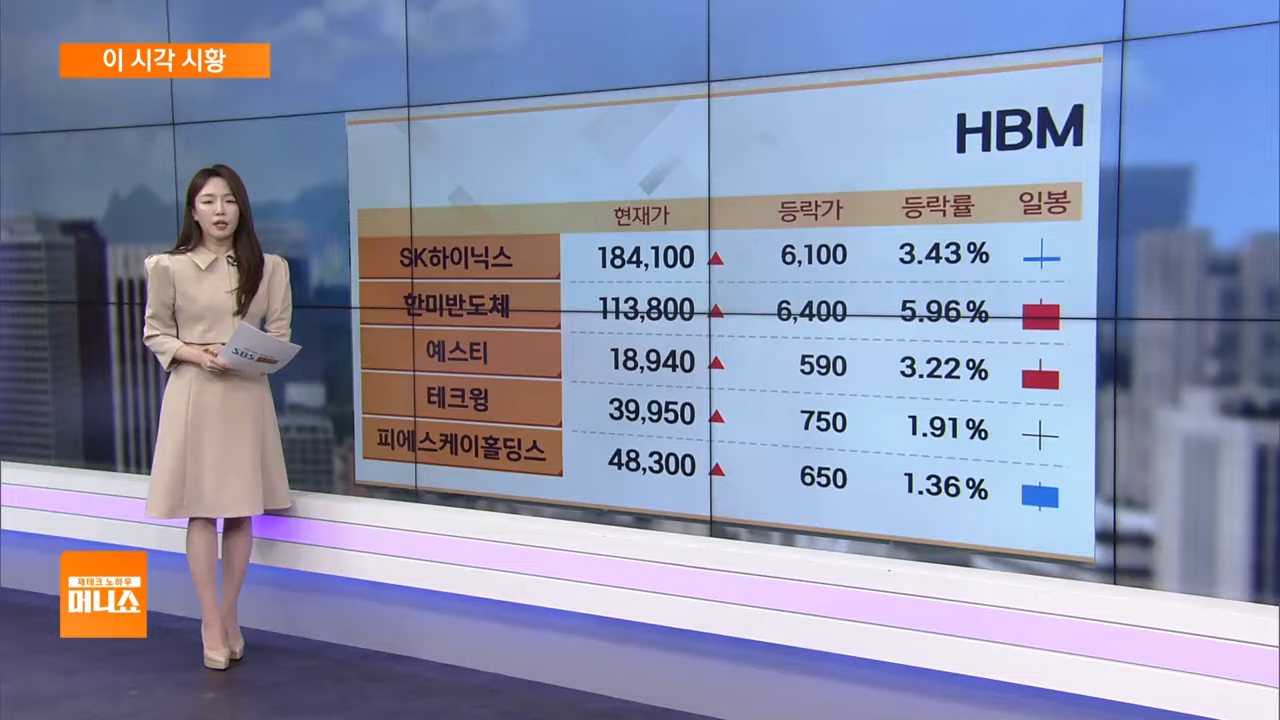 이 시각 시황
HBM
현재가 등락가 등락률 일봉
SK하이닉스 184,100 ▲ 6,100 3.43%
한미반도체 113,800 ▲ 6,400 5.96%
예스티 18,940 ▲ 590 3.22%
테크윙 39,950 ▲ 750 1.91%
피에스케이홀딩스 48,300 ▲ 650 1.36%
SBS
재테크 노하우
머니쇼